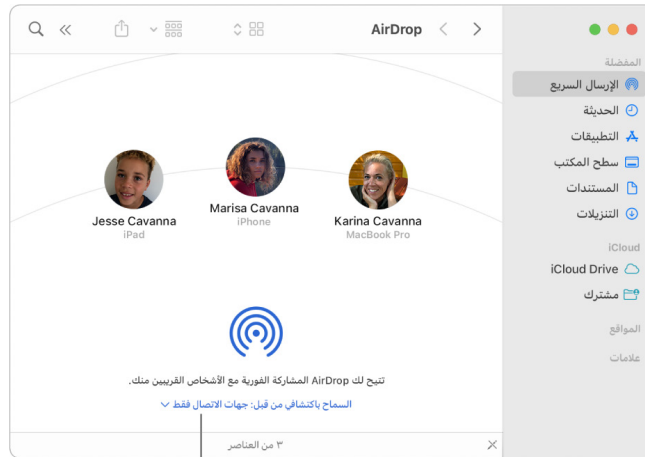 AirDrop
المفضلة
الإرسال السريع
الحديثة
التطبيقات
سطح المكتب
المستندات
التنزيلات
iCloud
iCloud Drive
مشترك
المواقع
علامات
Karina Cavanna
MacBook Pro
Marisa Cavanna
iPhone
Jesse Cavanna
iPad
تتيح لك AirDrop المشاركة الفورية مع الأشخاص القريبين منك.
السماح باكتشافي من قبل: جهات الاتصال فقط
٣ من العناصر